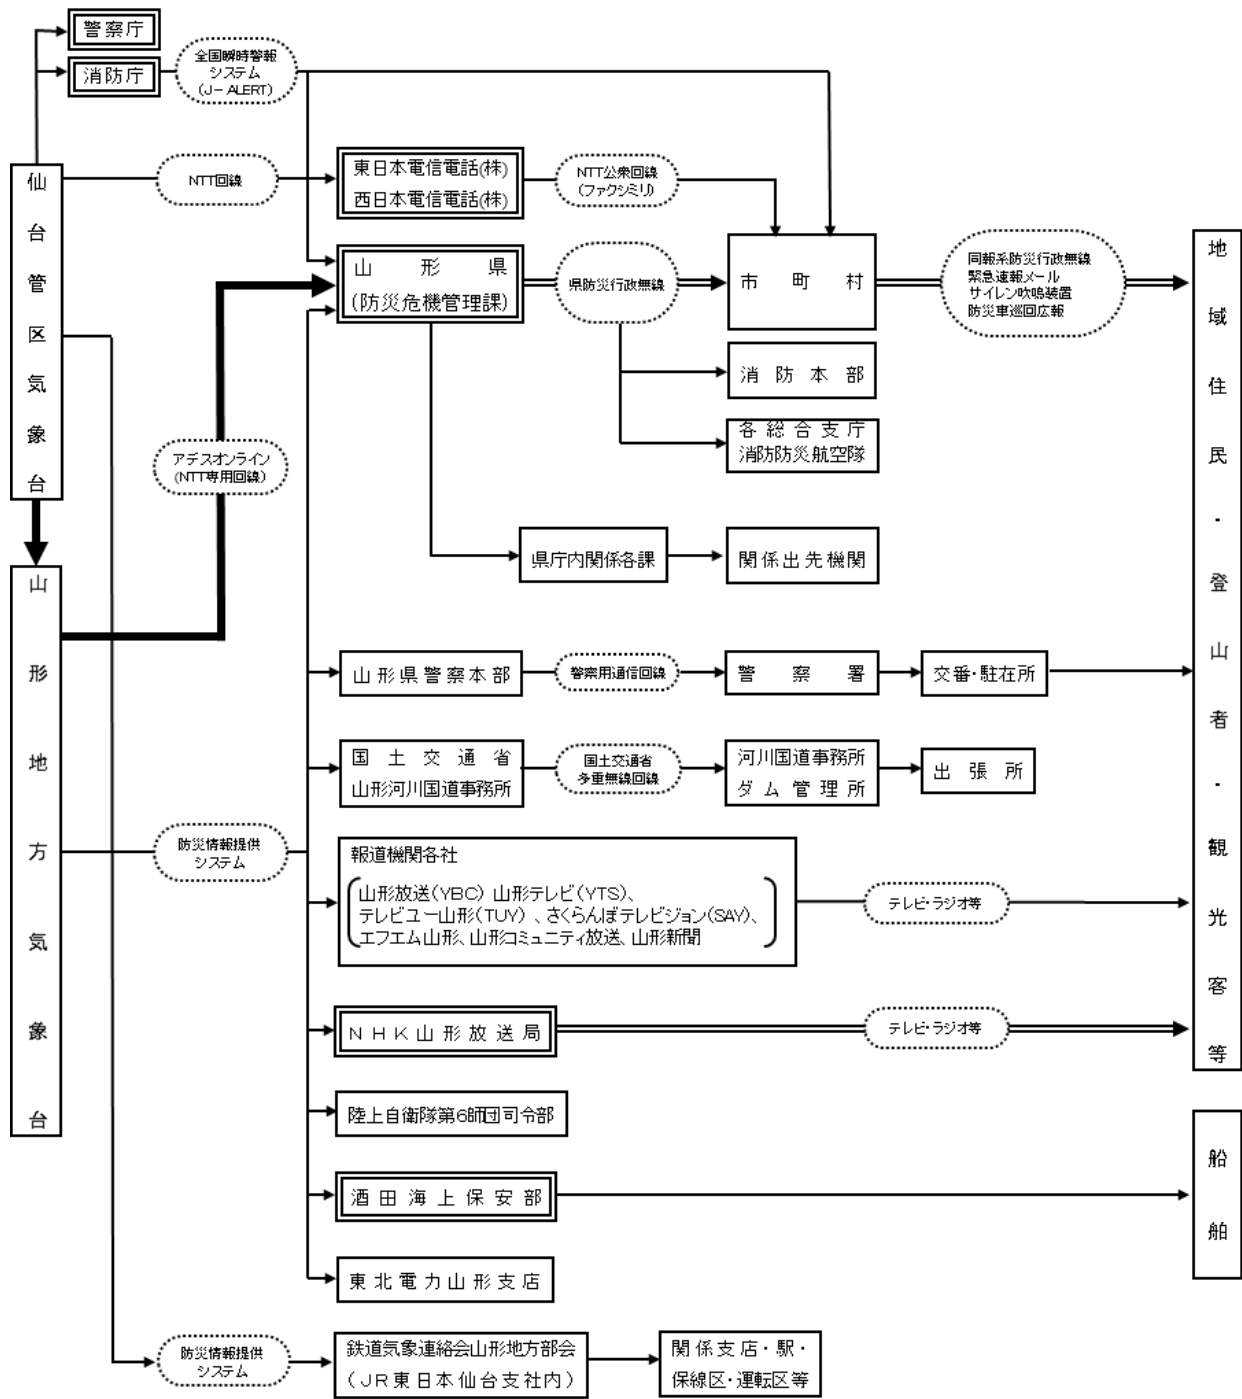 警察庁
消防庁
全国瞬時警報
システム
(J－ALERT)
仙台管区気象台
NTT回線
東日本電信電話(株)
西日本電信電話(株)
NTT公衆回線
(ファクシミリ)
山形県
(防災危機管理課)
県防災行政無線
市町村
同報系防災行政無線
緊急速報メール
サイレン吹鳴装置
防災車巡回広報
地域住民・登山者・観光客等
消防本部
各総合支庁
消防防災航空隊
アデスオンライン
(NTT専用回線)
県庁内関係各課
関係出先機関
山形地方気象台
山形県警察本部
警察用通信回線
警察署
交番・駐在所
国土交通省
山形河川国道事務所
国土交通省
多重無線回線
河川国道事務所
ダム管理所
出張所
防災情報提供
システム
報道機関各社
山形放送(YBC) 山形テレビ(YTS)、
テレビユー山形(TUY) 、さくらんぼテレビジョン(SAY)、
エフエム山形、山形コミュニティ放送、山形新聞
テレビ・ラジオ等
NHK山形放送局
テレビ・ラジオ等
陸上自衛隊第6師団司令部
酒田海上保安部
船舶
東北電力山形支店
防災情報提供
システム
鉄道気象連絡会山形地方部会
(JR東日本仙台支社内)
関係支店・駅・
保線区・運転区等